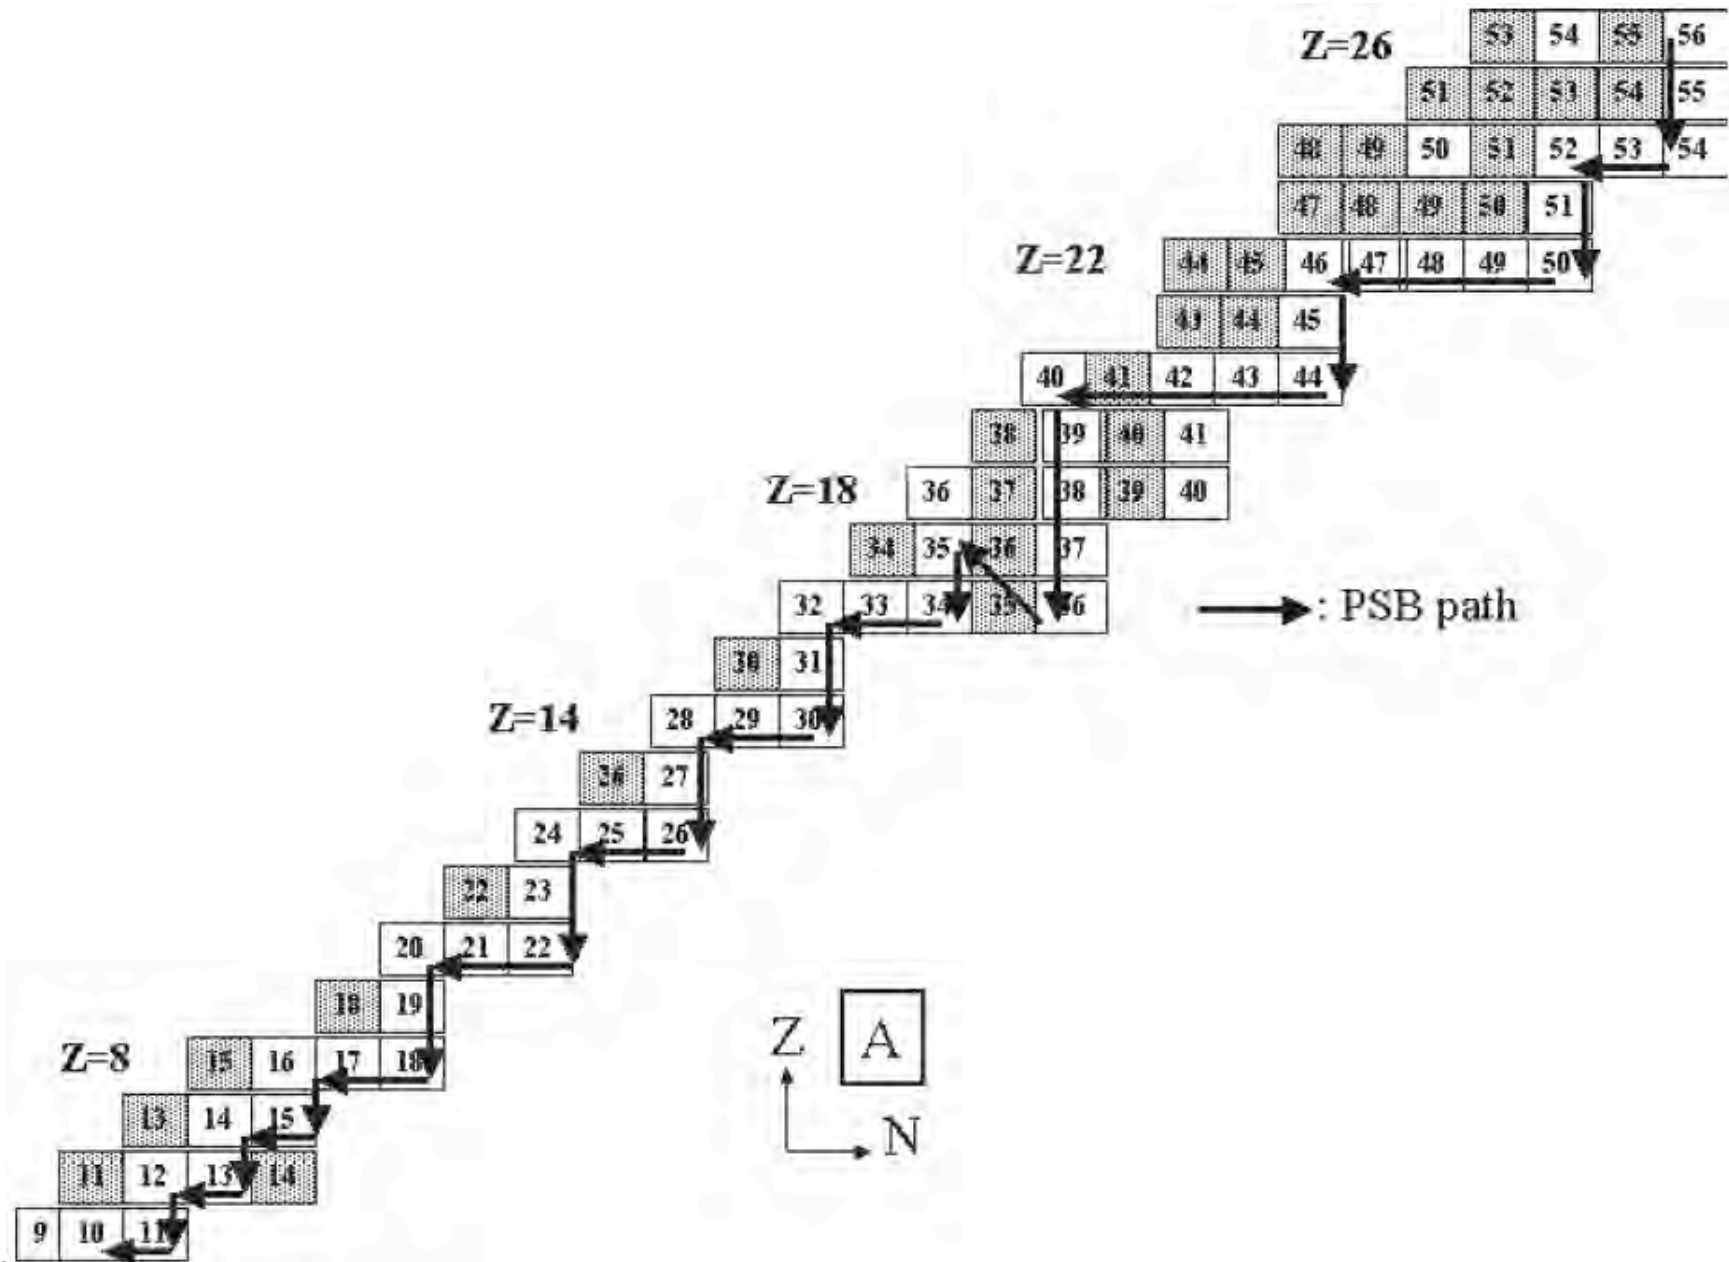 Z=26 53 54 55 56
51 52 53 54 55
48 49 50 51 52 53 54
47 48 49 50 51
Z=22 44 45 46 47 48 49 50
43 44 45
40 41 42 43 44
38 39 40 41
Z=18 36 37 38 39 40
34 35 36 37
32 33 34 35 36
: PSB path
30 31
Z=14 28 29 30
26 27
24 25 26
22 23
20 21 22
18 19
Z=8 15 16 17 18
13 14 15
11 12 13 14
9 10 11
Z A
N